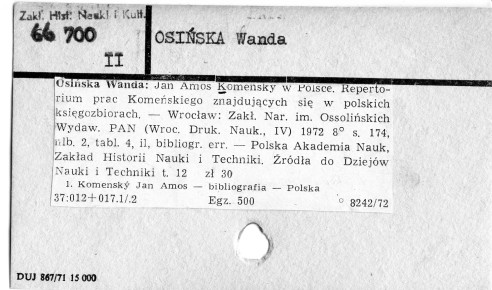 Zakł. Hist. Nauki i Kult.
66 700
II
OSIŃSKA Wanda
Osińska Wanda: Jan Amos Komenský w Polsce. Reperto-
rium prac Komeńskiego znajdujących się w polskich
księgozbiorach. — Wrocław: Zakł. Nar. im. Ossolińskich
Wydaw. PAN (Wroc. Druk. Nauk., IV) 1972 8° s. 174,
nlb. 2, tabl. 4, il, bibliogr. err. — Polska Akademia Nauk,
Zakład Historii Nauki i Techniki. Źródła do Dziejów
Nauki i Techniki t. 12 zł 30
1. Komenský Jan Amos — bibliografia — Polska
37:012+017.1/.2 Egz. 500 ° 8242/72
DUJ 867/71 15 000